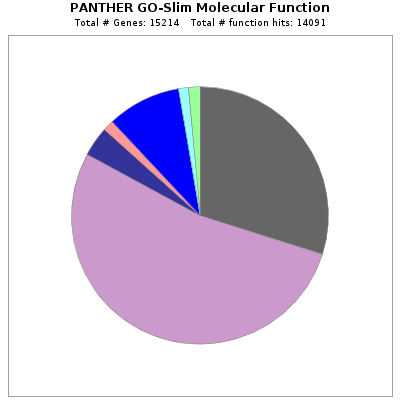 PANTHER GO-Slim Molecular Function
Total # Genes: 15214 Total # function hits: 14091